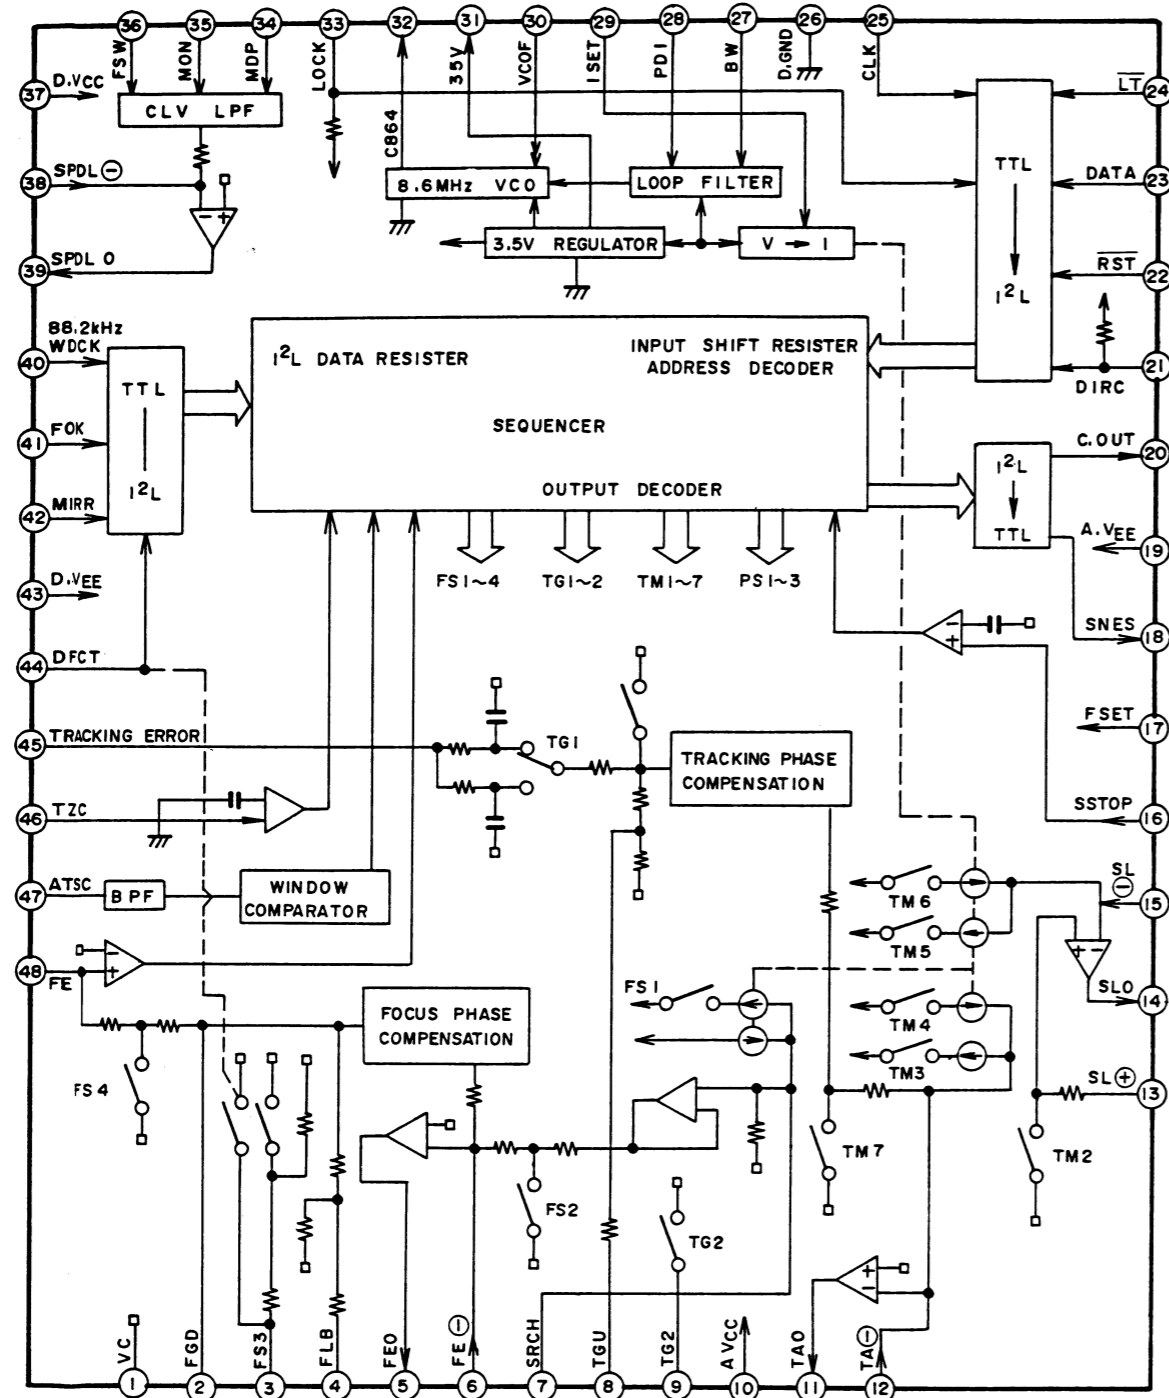 36 35 34 33 32 31 30 29 28 27 26 25
FSW MON MDP LOCK C864 3.5V VCOF ISET PDI BW D.GND CLK
37 D.VCC
CLV LPF
LT 24
38 SPDL ⊖
8.6MHz VCO
LOOP FILTER
TTL
I²L
DATA 23
39 SPDL O
3.5V REGULATOR
V → I
RST 22
88.2kHz
40 WDCK
TTL
I²L
I²L DATA RESISTER
INPUT SHIFT RESISTER
ADDRESS DECODER
DIRC 21
41 FOK
SEQUENCER
C.OUT 20
I²L
TTL
42 MIRR
OUTPUT DECODER
A.VEE 19
43 D.VEE
FS1~4 TG1~2 TM1~7 PS1~3
SNES 18
44 DFCT
45 TRACKING ERROR
TG1
TRACKING PHASE
COMPENSATION
FSET 17
46 TZC
SSTOP 16
47 ATSC
BPF
WINDOW
COMPARATOR
TM6
TM5
SL
⊖ 15
48
FE
FOCUS PHASE
COMPENSATION
FS1
TM4
TM3
SLO 14
FS4
SL ⊕ 13
FS2
TG2
TM7
TM2
VC FGD FS3 FLB FEO FE⊖ SRCH TGU TG2 AVCC TAO TA⊖
1 2 3 4 5 6 7 8 9 10 11 12